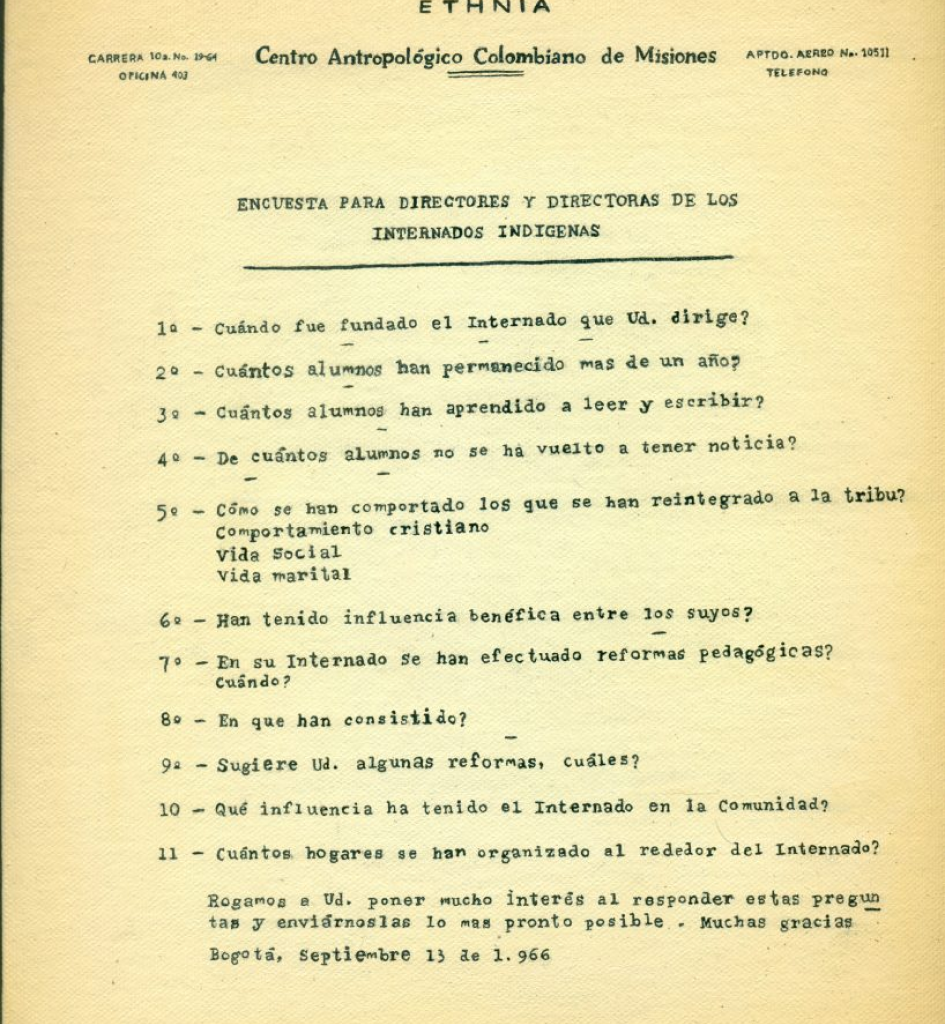 ETHNIA
CARRERA 10a. No. 19-64
OFICINA 403
Centro Antropológico Colombiano de Misiones
APTDO. AEREO No. 10511
TELEFONO
ENCUESTA PARA DIRECTORES Y DIRECTORAS DE LOS
INTERNADOS INDIGENAS
1º - Cuándo fue fundado el Internado que Ud. dirige?
2º - Cuántos alumnos han permanecido mas de un año?
3º - Cuántos alumnos han aprendido a leer y escribir?
4º - De cuántos alumnos no se ha vuelto a tener noticia?
5º - Cómo se han comportado los que se han reintegrado a la tribu?
Comportamiento cristiano
Vida Social
Vida marital
6º - Han tenido influencia benéfica entre los suyos?
7º - En su Internado se han efectuado reformas pedagógicas?
Cuándo?
8º - En que han consistido?
9º - Sugiere Ud. algunas reformas, cuáles?
10 - Qué influencia ha tenido el Internado en la Comunidad?
11 - Cuántos hogares se han organizado al rededor del Internado?
Rogamos a Ud. poner mucho interés al responder estas pregun
tas y enviárnoslas lo mas pronto posible. Muchas gracias
Bogotá, Septiembre 13 de 1.966